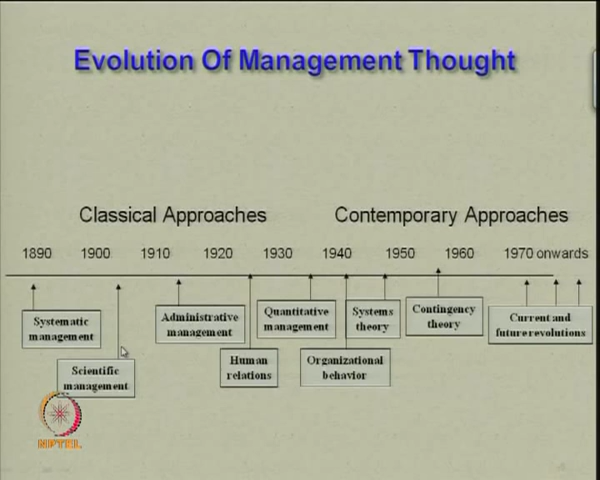 Evolution Of Management Thought
Classical Approaches
Contemporary Approaches
1890 1900 1910 1920 1930 1940 1950 1960 1970 onwards
Systematic
management
Scientific
management
Administrative
management
Human
relations
Quantitative
management
Organizational
behavior
Systems
theory
Contingency
theory
Current and
future revolutions
NPTEL